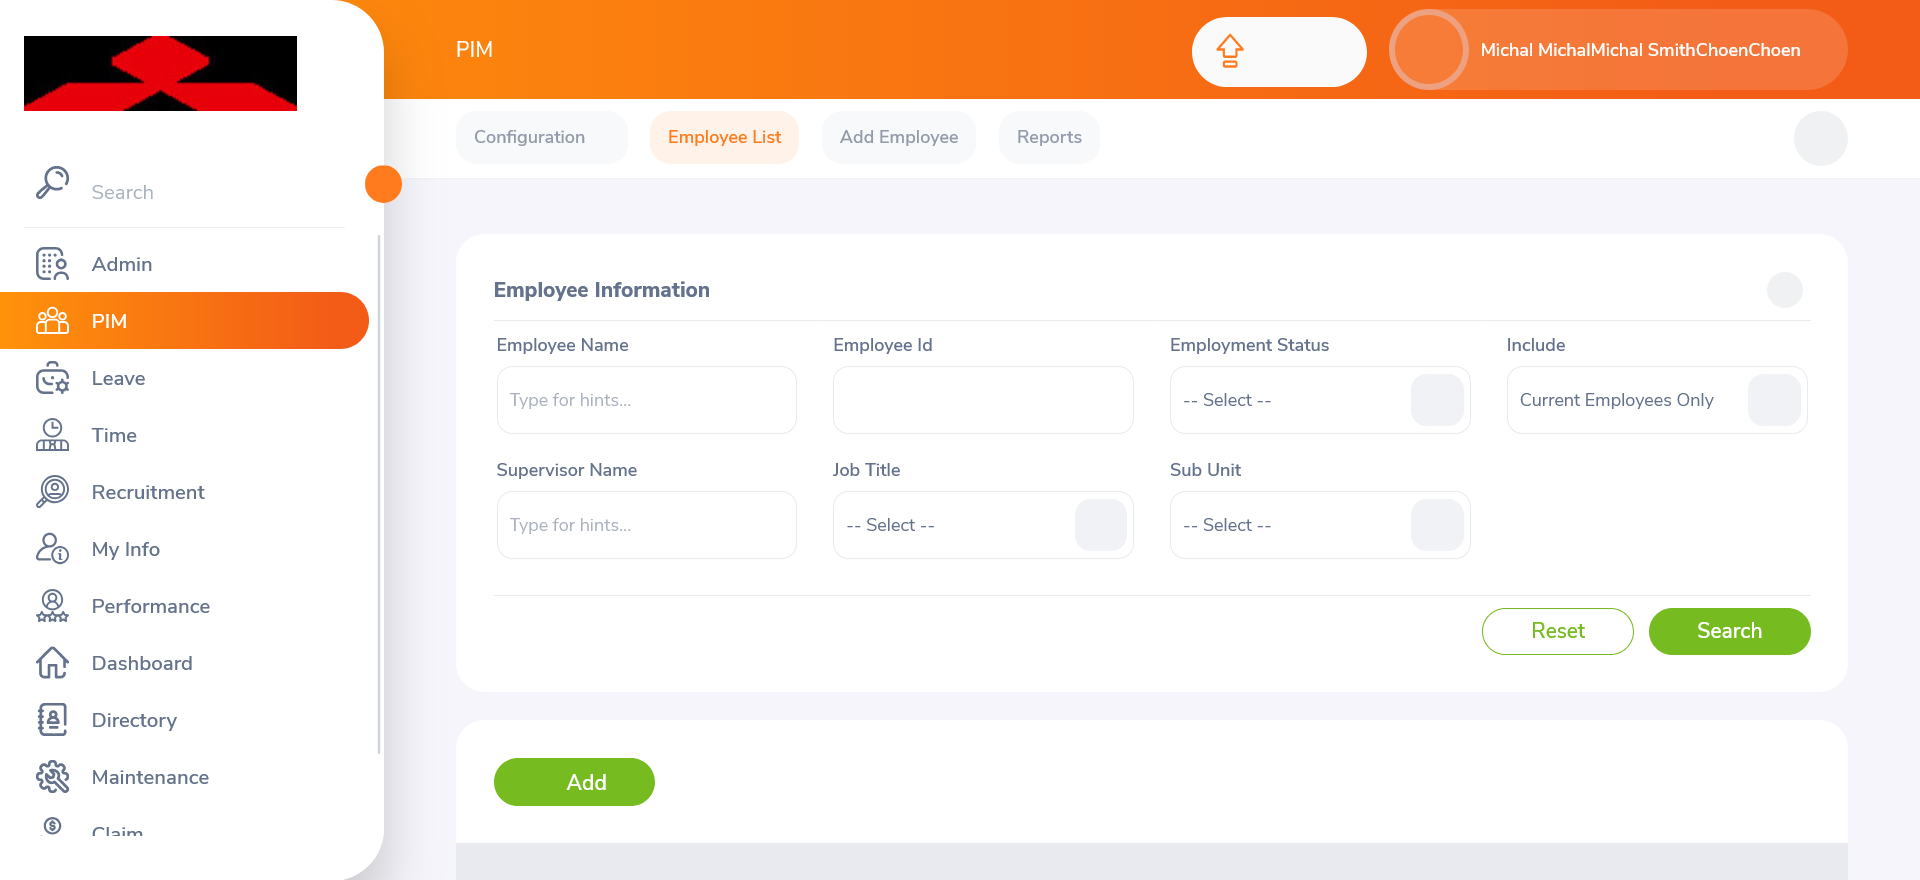 PIM
Michal MichalMichal SmithChoenChoen
Configuration
Employee List
Add Employee
Reports
Search
Admin
PIM
Leave
Time
Recruitment
My Info
Performance
Dashboard
Directory
Maintenance
Claim
Employee Information
Employee Name
Employee Id
Employment Status
Include
Type for hints...
-- Select --
Current Employees Only
Supervisor Name
Job Title
Sub Unit
Type for hints...
-- Select --
-- Select --
Reset
Search
Add